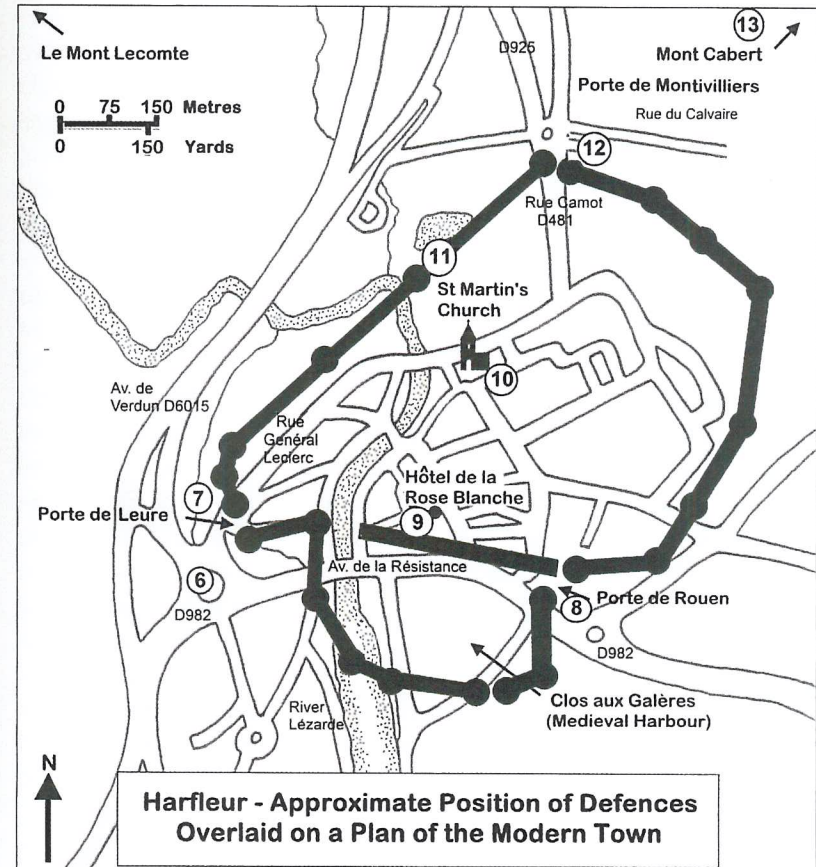 13
Le Mont Lecomte
Mont Cabert
D925
Porte de Montivilliers
Rue du Calvaire
0 75 150 Metres
0 150 Yards
12
Rue Camot
D481
11
St Martin's
Church
10
Av. de
Verdun D6015
Rue
Général
Leclerc
7
Porte de Leure
Hôtel de la
Rose Blanche
9
Av. de la Résistance
6
D982
8
Porte de Rouen
D982
River
Lézarde
Clos aux Galères
(Medieval Harbour)
N
Harfleur - Approximate Position of Defences
Overlaid on a Plan of the Modern Town